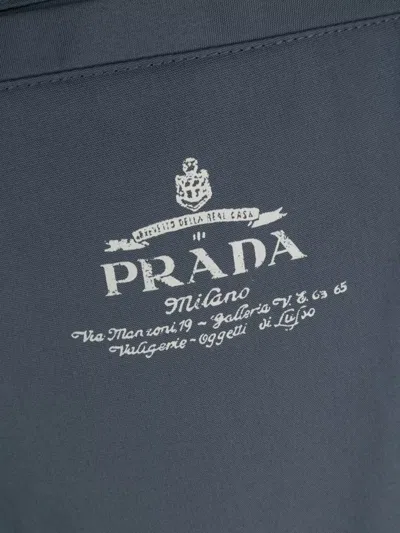 BREVETTO DELLA REAL CASA
PRADA
Milano
Via Manzoni, 19 ~ Galleria V. E. 63 65
Valigerie ~ Oggetti di Lusso